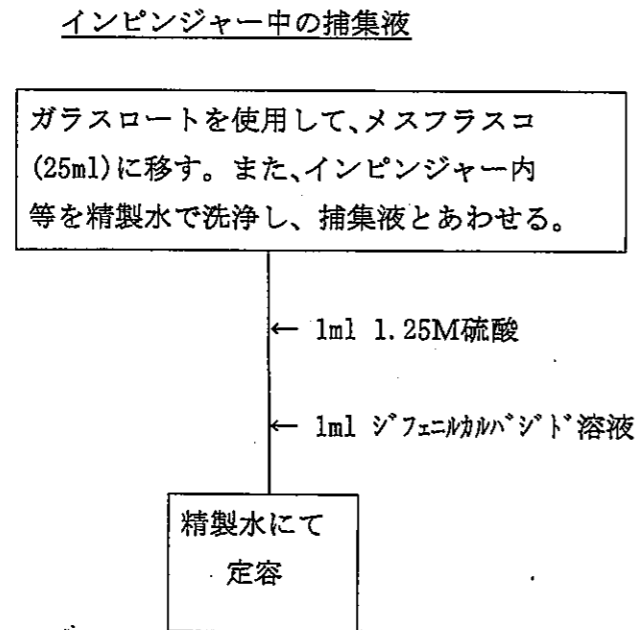 インピンジャー中の捕集液
ガラスロートを使用して、メスフラスコ
(25ml)に移す。また、インピンジャー内
等を精製水で洗浄し、捕集液とあわせる。
← 1ml 1.25M硫酸
← 1ml ジフェニルカルバジド溶液
精製水にて
定容